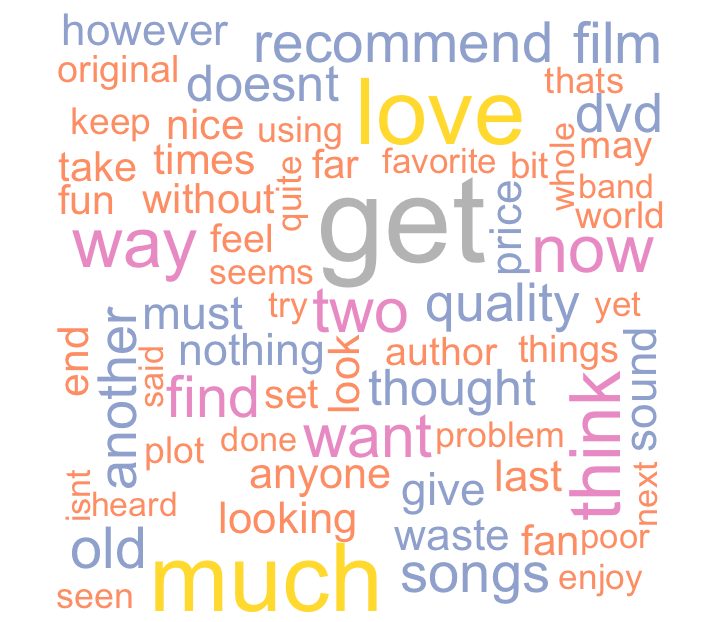 however recommend film
original doesnt love thats
keep nice using dvd
take times quite far favorite bit whole may
fun without get price band
way feel now world
seems
must try two quality yet
end another nothing look author things sound
said find set thought think
plot done want problem
isnt heard anyone give last next
looking
old waste fan poor
seen much songs enjoy